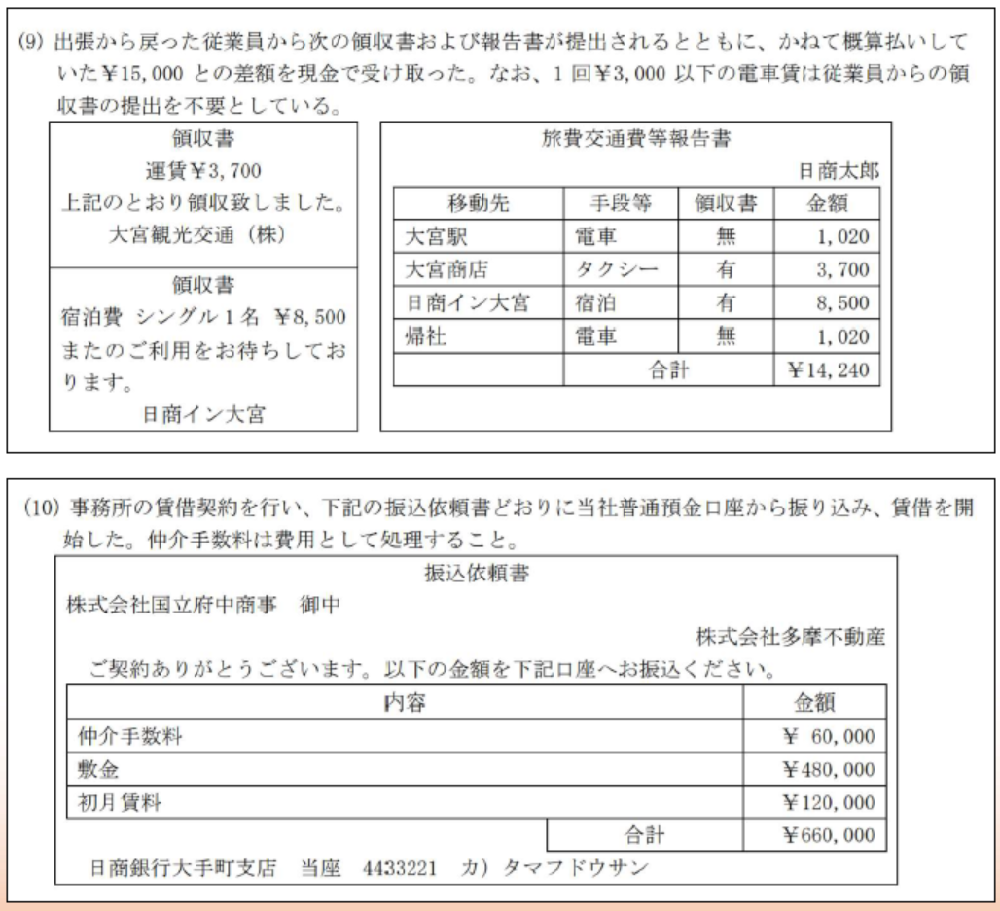 (9) 出張から戻った従業員から次の領収書および報告書が提出されるとともに、かねて概算払いして
いた¥15,000 との差額を現金で受け取った。なお、1 回¥3,000 以下の電車賃は従業員からの領
収書の提出を不要としている。
領収書
運賃¥3,700
上記のとおり領収致しました。
大宮観光交通（株）
領収書
宿泊費 シングル1名 ¥8,500
またのご利用をお待ちしてお
ります。
日商イン大宮
旅費交通費等報告書
日商太郎
移動先 手段等 領収書 金額
大宮駅 電車 無 1,020
大宮商店 タクシー 有 3,700
日商イン大宮 宿泊 有 8,500
帰社 電車 無 1,020
合計 ¥14,240
(10) 事務所の賃借契約を行い、下記の振込依頼書どおりに当社普通預金口座から振り込み、賃借を開
始した。仲介手数料は費用として処理すること。
振込依頼書
株式会社国立府中商事 御中
株式会社多摩不動産
ご契約ありがとうございます。以下の金額を下記口座へお振込ください。
内容 金額
仲介手数料 ¥ 60,000
敷金 ¥480,000
初月賃料 ¥120,000
合計 ¥660,000
日商銀行大手町支店 当座 4433221 カ）タマフドウサン